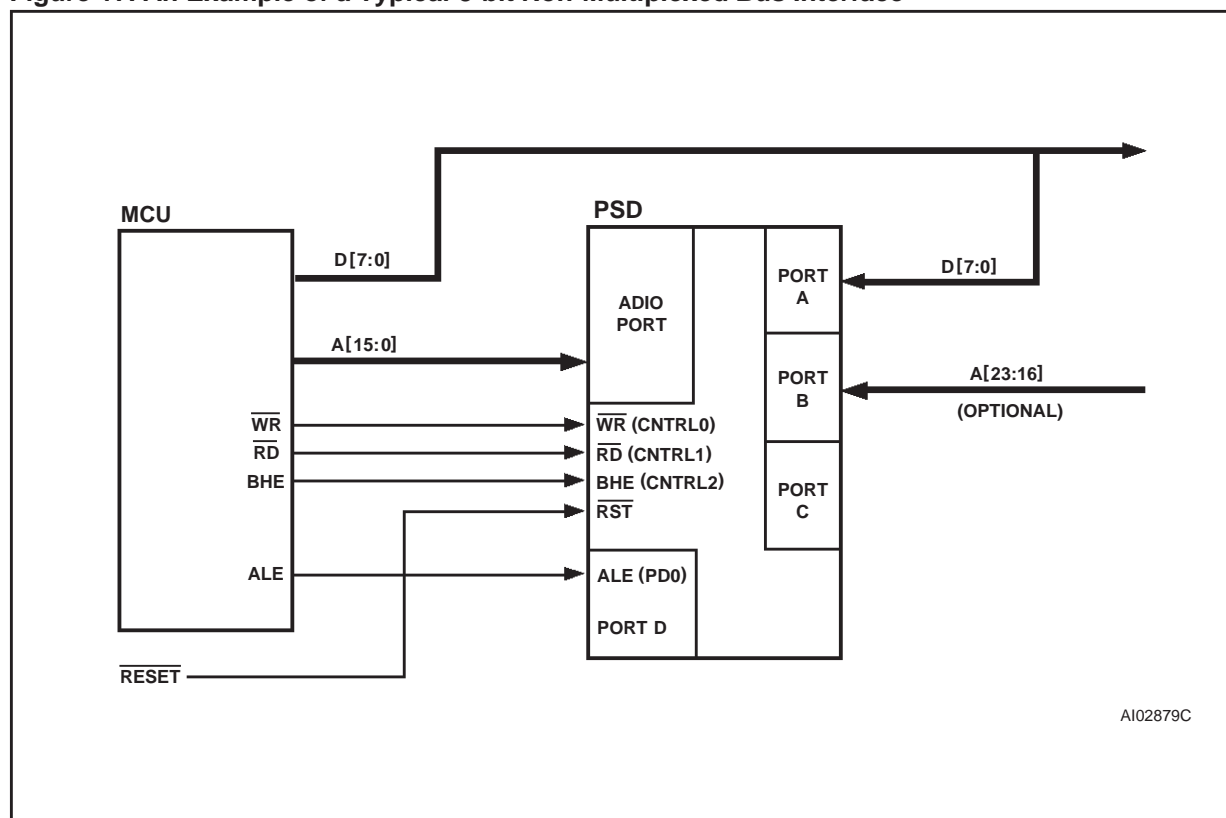 MCU
PSD
D[7:0]
D[7:0]
PORT
A
ADIO
PORT
A[15:0]
A[23:16]
PORT
B
(OPTIONAL)
WR
WR (CNTRL0)
RD
RD (CNTRL1)
BHE
BHE (CNTRL2)
PORT
C
RST
ALE
ALE (PD0)
PORT D
RESET
AI02879C